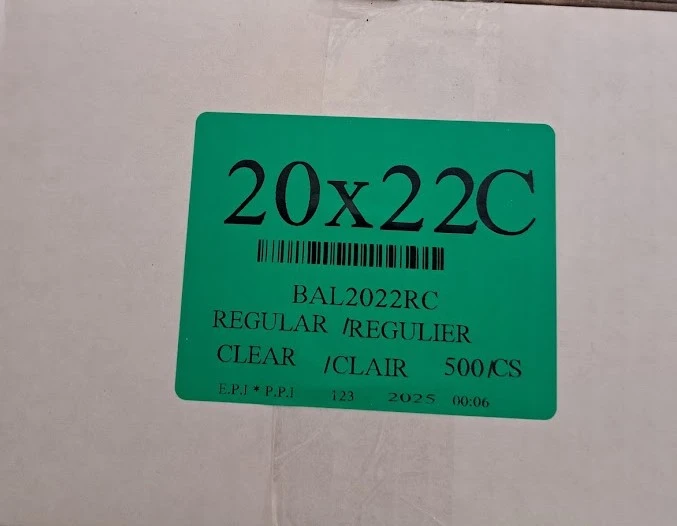 20x22C
BAL2022RC
REGULAR /REGULIER
CLEAR /CLAIR 500/CS
E.P.I * P.P.I 123 2025 00:06